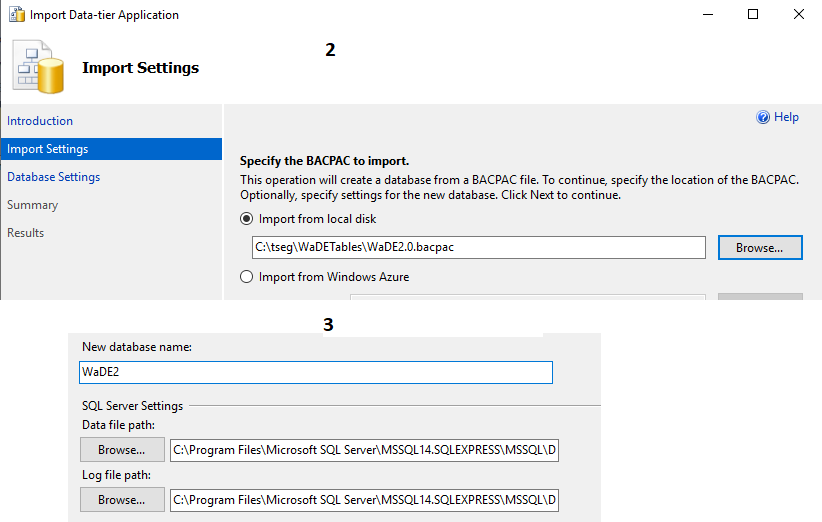 Import Data-tier Application
2
Import Settings
Introduction
Import Settings
Database Settings
Summary
Results
Help
Specify the BACPAC to import.
This operation will create a database from a BACPAC file. To continue, specify the location of the BACPAC.
Optionally, specify settings for the new database. Click Next to continue.
Import from local disk
C:\tseg\WaDETables\WaDE2.0.bacpac
Browse...
Import from Windows Azure
3
New database name:
WaDE2
SQL Server Settings
Data file path:
Browse...
C:\Program Files\Microsoft SQL Server\MSSQL14.SQLEXPRESS\MSSQL\D
Log file path:
Browse...
C:\Program Files\Microsoft SQL Server\MSSQL14.SQLEXPRESS\MSSQL\D